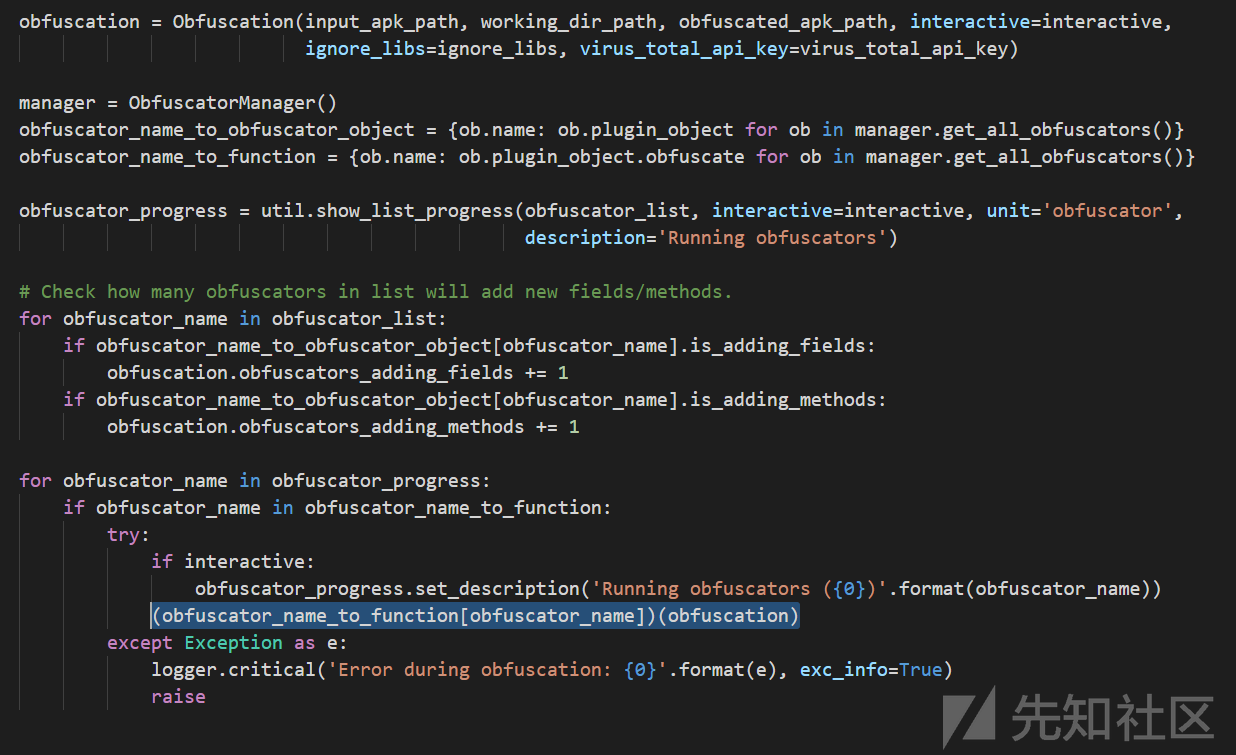 obfuscation = Obfuscation(input_apk_path, working_dir_path, obfuscated_apk_path, interactive=interactive,
                          ignore_libs=ignore_libs, virus_total_api_key=virus_total_api_key)

manager = ObfuscatorManager()
obfuscator_name_to_obfuscator_object = {ob.name: ob.plugin_object for ob in manager.get_all_obfuscators()}
obfuscator_name_to_function = {ob.name: ob.plugin_object.obfuscate for ob in manager.get_all_obfuscators()}

obfuscator_progress = util.show_list_progress(obfuscator_list, interactive=interactive, unit='obfuscator',
                                              description='Running obfuscators')

# Check how many obfuscators in list will add new fields/methods.
for obfuscator_name in obfuscator_list:
    if obfuscator_name_to_obfuscator_object[obfuscator_name].is_adding_fields:
        obfuscation.obfuscators_adding_fields += 1
    if obfuscator_name_to_obfuscator_object[obfuscator_name].is_adding_methods:
        obfuscation.obfuscators_adding_methods += 1

for obfuscator_name in obfuscator_progress:
    if obfuscator_name in obfuscator_name_to_function:
        try:
            if interactive:
                obfuscator_progress.set_description('Running obfuscators ({0})'.format(obfuscator_name))
            (obfuscator_name_to_function[obfuscator_name])(obfuscation)
        except Exception as e:
            logger.critical('Error during obfuscation: {0}'.format(e), exc_info=True)
            raise
先知社区